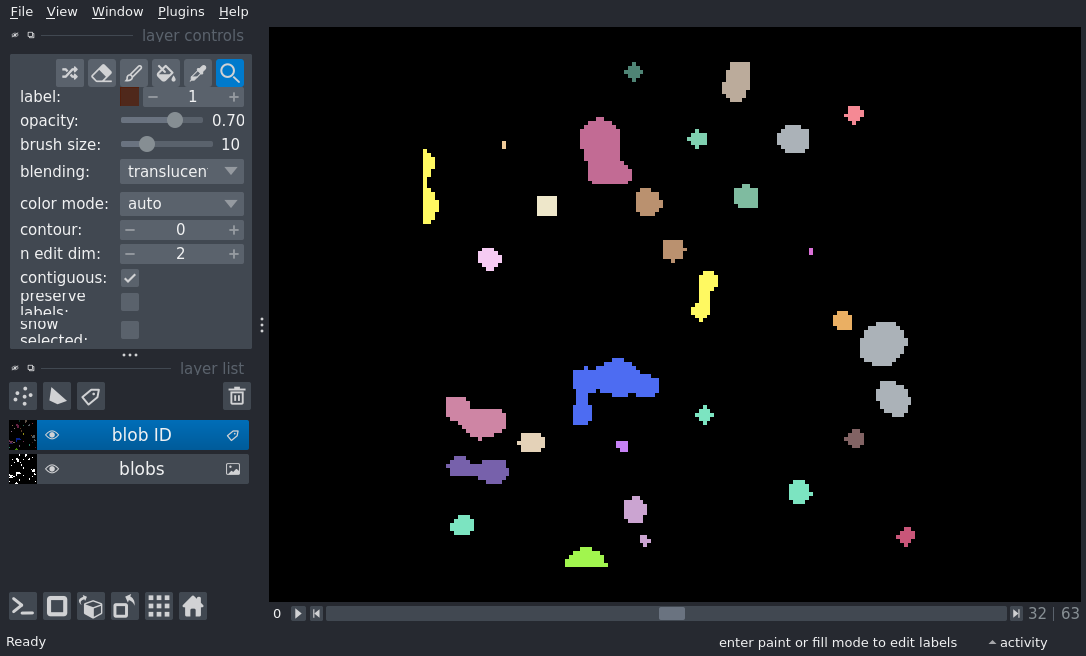 File View Window Plugins Help
layer controls
label: 1
opacity: 0.70
brush size: 10
blending: translucen
color mode: auto
contour: 0
n edit dim: 2
contiguous:
preserve
labels:
show
selected:
layer list
blob ID
blobs
0 32 | 63
Ready enter paint or fill mode to edit labels activity